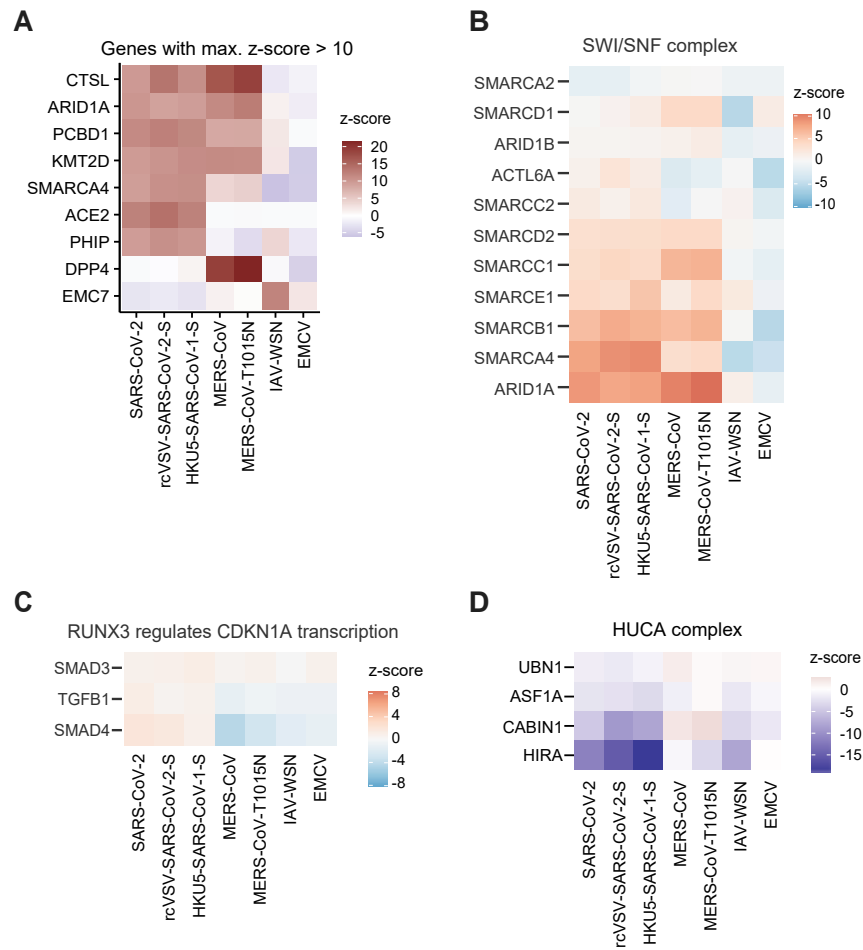 A
Genes with max. z-score > 10
CTSL
ARID1A
PCBD1
KMT2D
SMARCA4
ACE2
PHIP
DPP4
EMC7
SARS-CoV-2
rcVSV-SARS-CoV-2-S
HKU5-SARS-CoV-1-S
MERS-CoV
MERS-CoV-T1015N
IAV-WSN
EMCV
z-score
20
15
10
5
0
-5
B
SWI/SNF complex
SMARCA2
SMARCD1
ARID1B
ACTL6A
SMARCC2
SMARCD2
SMARCC1
SMARCE1
SMARCB1
SMARCA4
ARID1A
SARS-CoV-2
rcVSV-SARS-CoV-2-S
HKU5-SARS-CoV-1-S
MERS-CoV
MERS-CoV-T1015N
IAV-WSN
EMCV
z-score
10
5
0
-5
-10
C
RUNX3 regulates CDKN1A transcription
SMAD3
TGFB1
SMAD4
SARS-CoV-2
rcVSV-SARS-CoV-2-S
HKU5-SARS-CoV-1-S
MERS-CoV
MERS-CoV-T1015N
IAV-WSN
EMCV
z-score
8
4
0
-4
-8
D
HUCA complex
UBN1
ASF1A
CABIN1
HIRA
SARS-CoV-2
rcVSV-SARS-CoV-2-S
HKU5-SARS-CoV-1-S
MERS-CoV
MERS-CoV-T1015N
IAV-WSN
EMCV
z-score
0
-5
-10
-15